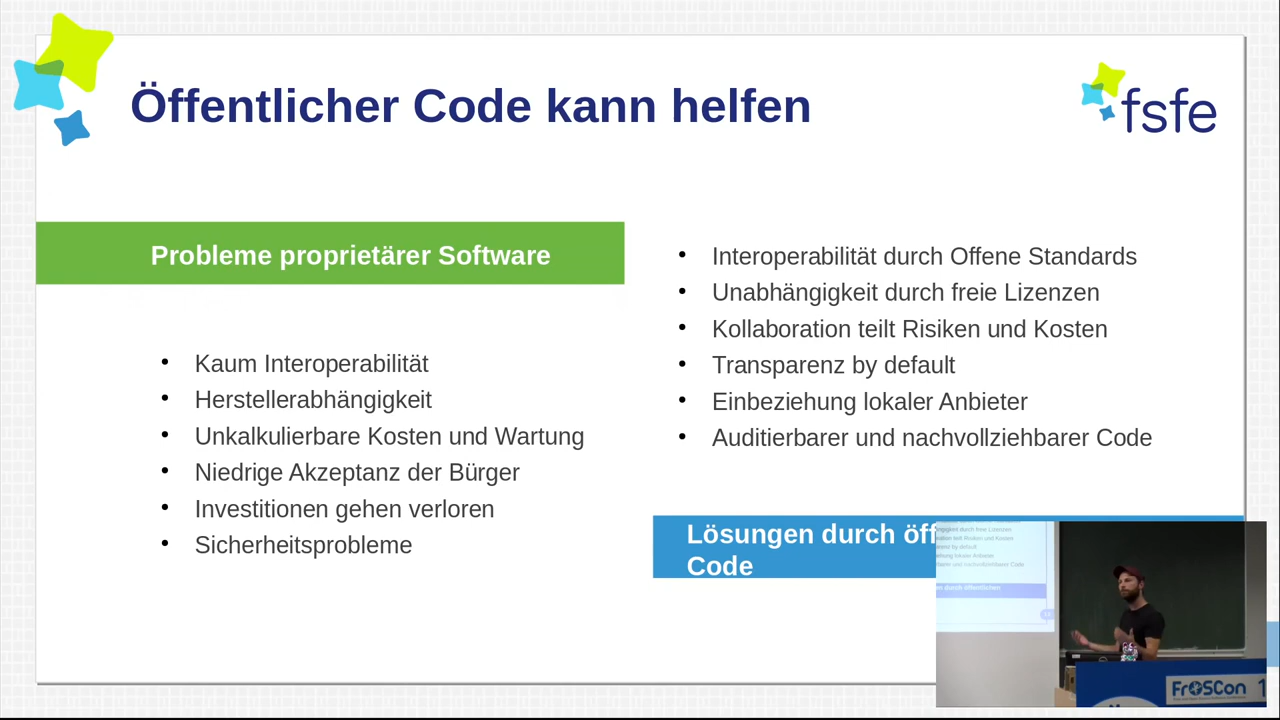 Öffentlicher Code kann helfen
fsfe
Probleme proprietärer Software
Kaum Interoperabilität
Herstellerabhängigkeit
Unkalkulierbare Kosten und Wartung
Niedrige Akzeptanz der Bürger
Investitionen gehen verloren
Sicherheitsprobleme
Interoperabilität durch Offene Standards
Unabhängigkeit durch freie Lizenzen
Kollaboration teilt Risiken und Kosten
Transparenz by default
Einbeziehung lokaler Anbieter
Auditierbarer und nachvollziehbarer Code
Lösungen durch öff
Code
FrOSCon 1